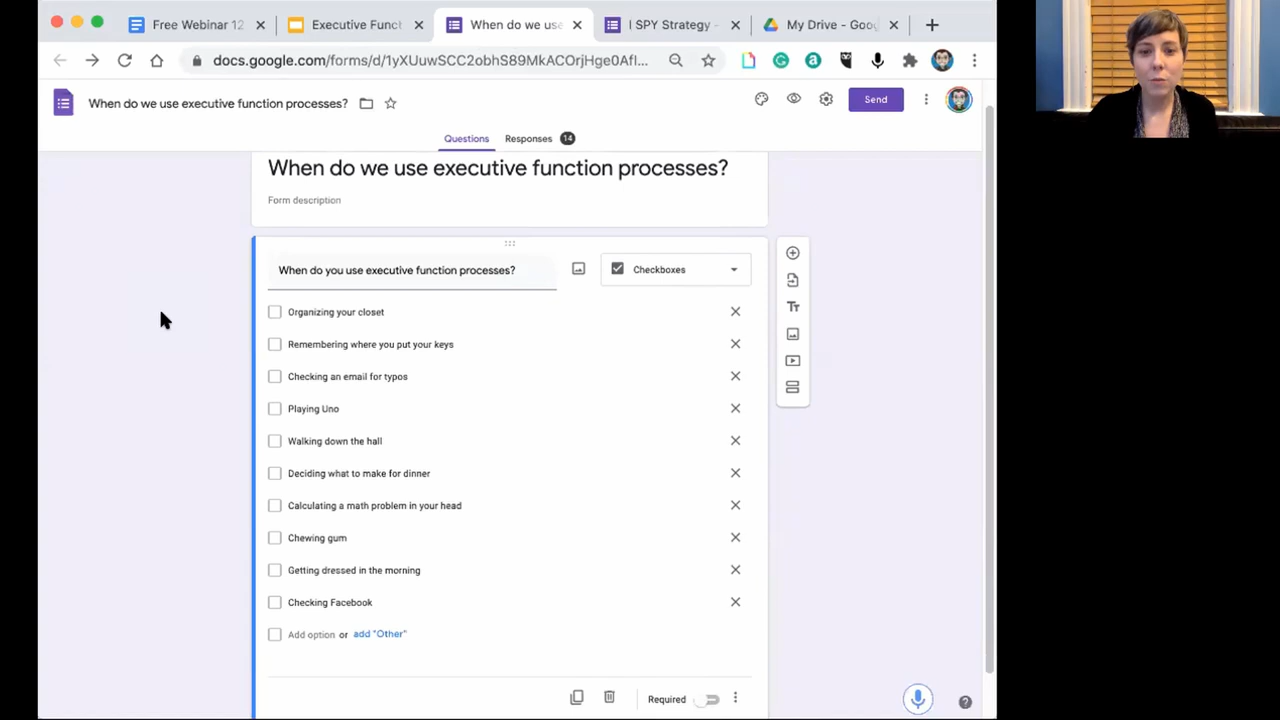 Free Webinar 12
Executive Funct
When do we use
I SPY Strategy -
My Drive - Goog
docs.google.com/forms/d/1yXUuwSCC2obhS89MkACOrjHge0AfI...
When do we use executive function processes?
Send
Questions
Responses 14
When do we use executive function processes?
Form description
When do you use executive function processes?
Checkboxes
Organizing your closet
Remembering where you put your keys
Checking an email for typos
Playing Uno
Walking down the hall
Deciding what to make for dinner
Calculating a math problem in your head
Chewing gum
Getting dressed in the morning
Checking Facebook
Add option or add "Other"
Required